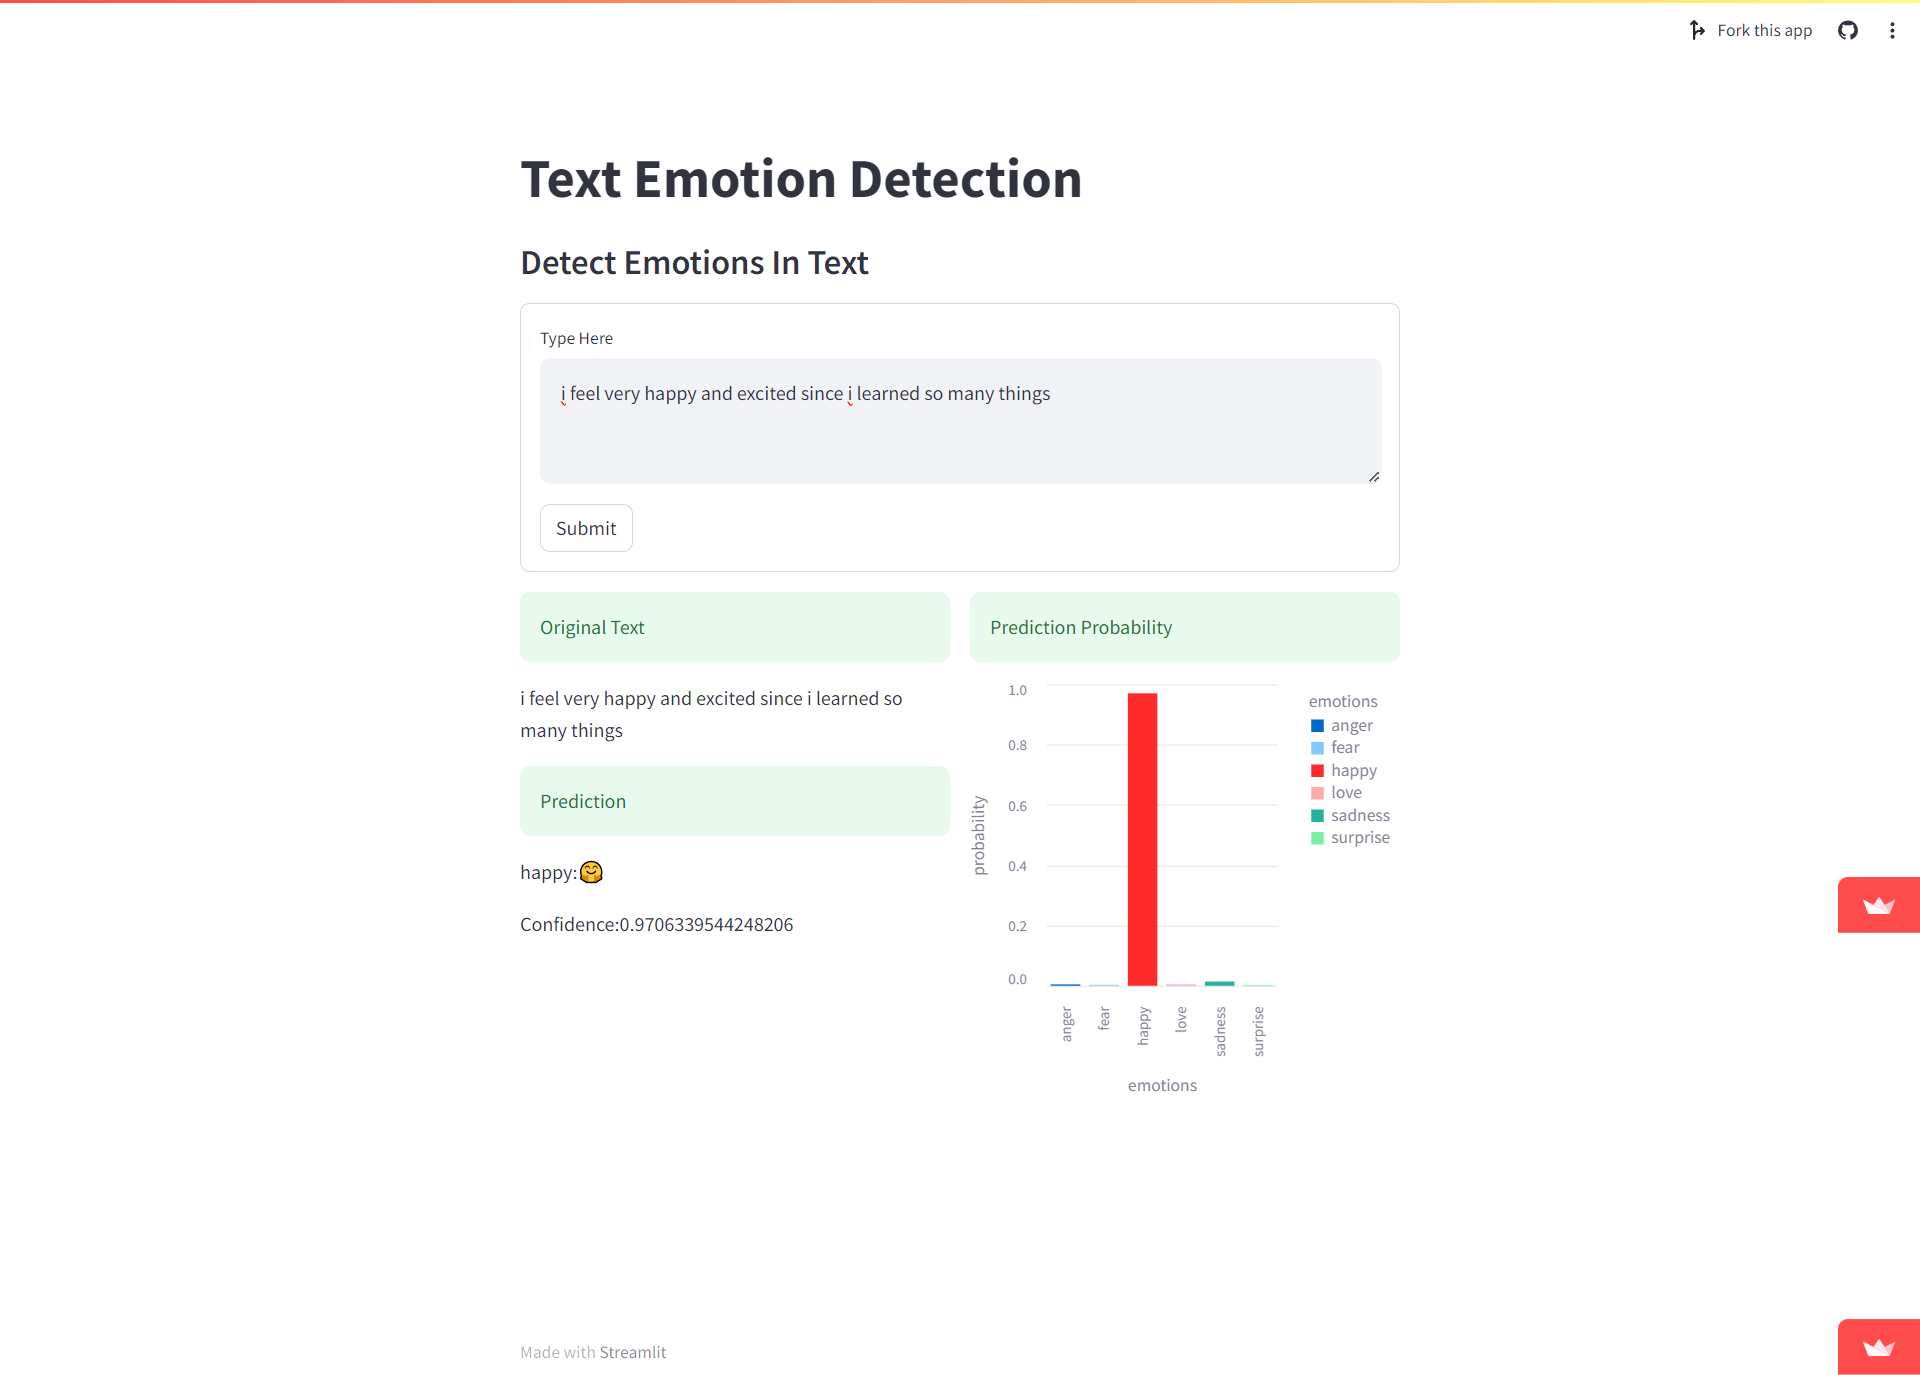 Fork this app
Text Emotion Detection
Detect Emotions In Text
Type Here
i feel very happy and excited since i learned so many things
Submit
Original Text
i feel very happy and excited since i learned so
many things
Prediction
happy:🤗
Confidence:0.9706339544248206
Prediction Probability
1.0
0.8
0.6
0.4
0.2
0.0
probability
anger
fear
happy
love
sadness
surprise
emotions
emotions
anger
fear
happy
love
sadness
surprise
Made with Streamlit